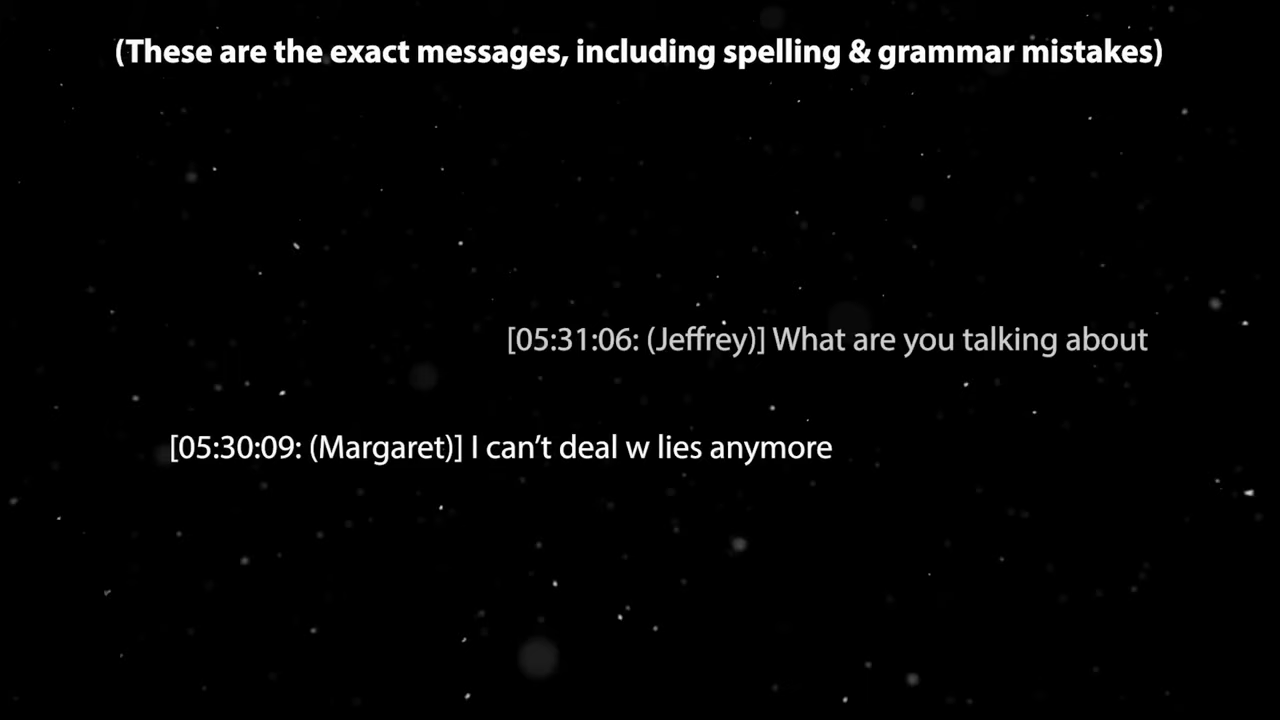 (These are the exact messages, including spelling & grammar mistakes)
[05:31:06: (Jeffrey)] What are you talking about
[05:30:09: (Margaret)] I can’t deal w lies anymore